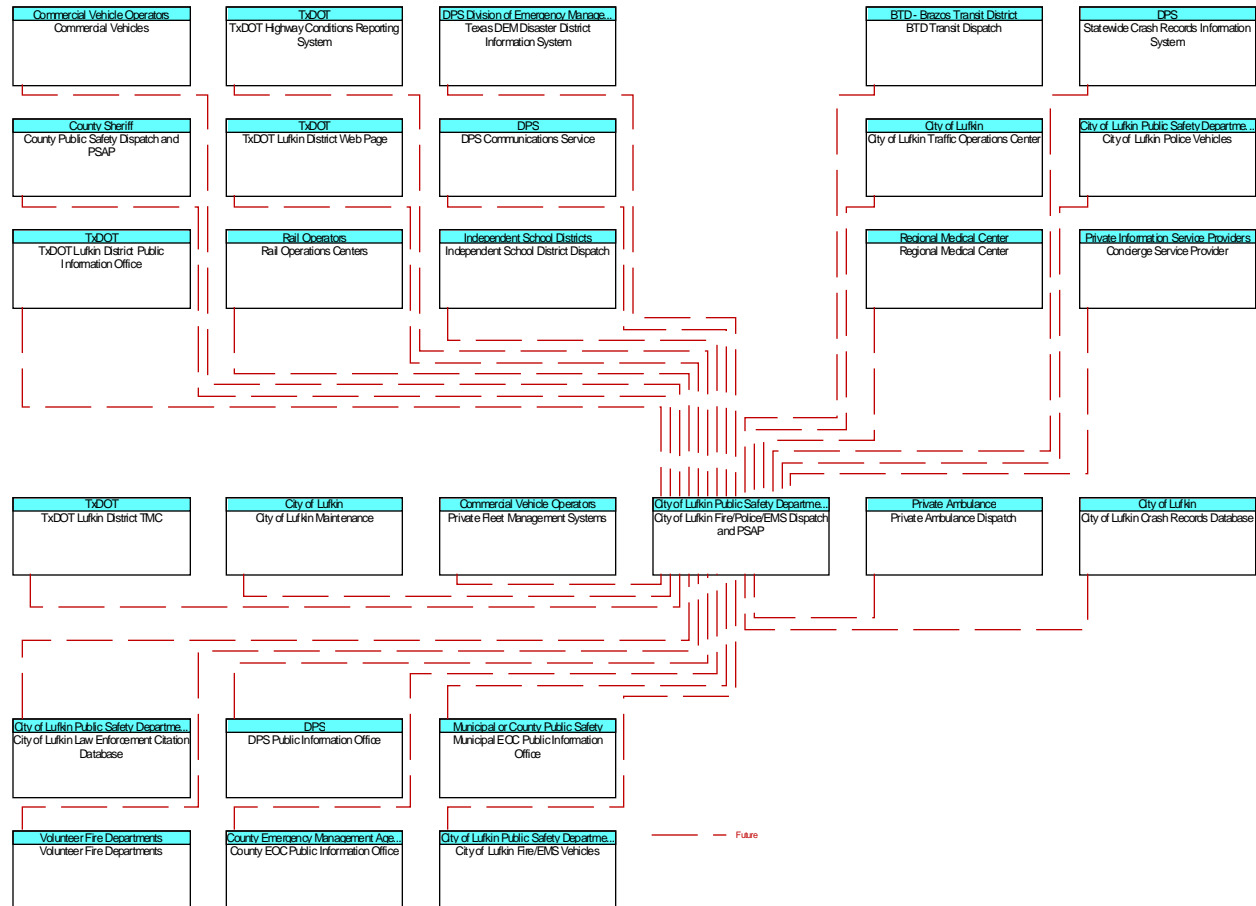 Commercial Vehicle Operators
Commercial Vehicles
TxDOT
TxDOT Highway Conditions Reporting
System
DPS Division of Emergency Manage...
Texas DEM Disaster District
Information System
BTD - Brazos Transit District
BTD Transit Dispatch
DPS
Statewide Crash Records Information
System
County Sheriff
County Public Safety Dispatch and
PSAP
TxDOT
TxDOT Lufkin District Web Page
DPS
DPS Communications Service
City of Lufkin
City of Lufkin Traffic Operations Center
City of Lufkin Public Safety Departme...
City of Lufkin Police Vehicles
TxDOT
TxDOT Lufkin District Public
Information Office
Rail Operators
Rail Operations Centers
Independent School Districts
Independent School District Dispatch
Regional Medical Center
Regional Medical Center
Private Information Service Providers
Concierge Service Provider
TxDOT
TxDOT Lufkin District TMC
City of Lufkin
City of Lufkin Maintenance
Commercial Vehicle Operators
Private Fleet Management Systems
City of Lufkin Public Safety Departme...
City of Lufkin Fire/Police/EMS Dispatch
and PSAP
Private Ambulance
Private Ambulance Dispatch
City of Lufkin
City of Lufkin Crash Records Database
City of Lufkin Public Safety Departme...
City of Lufkin Law Enforcement Citation
Database
DPS
DPS Public Information Office
Municipal or County Public Safety
Municipal EOC Public Information
Office
Volunteer Fire Departments
Volunteer Fire Departments
County Emergency Management Age...
County EOC Public Information Office
City of Lufkin Public Safety Departme...
City of Lufkin Fire/EMS Vehicles
Future